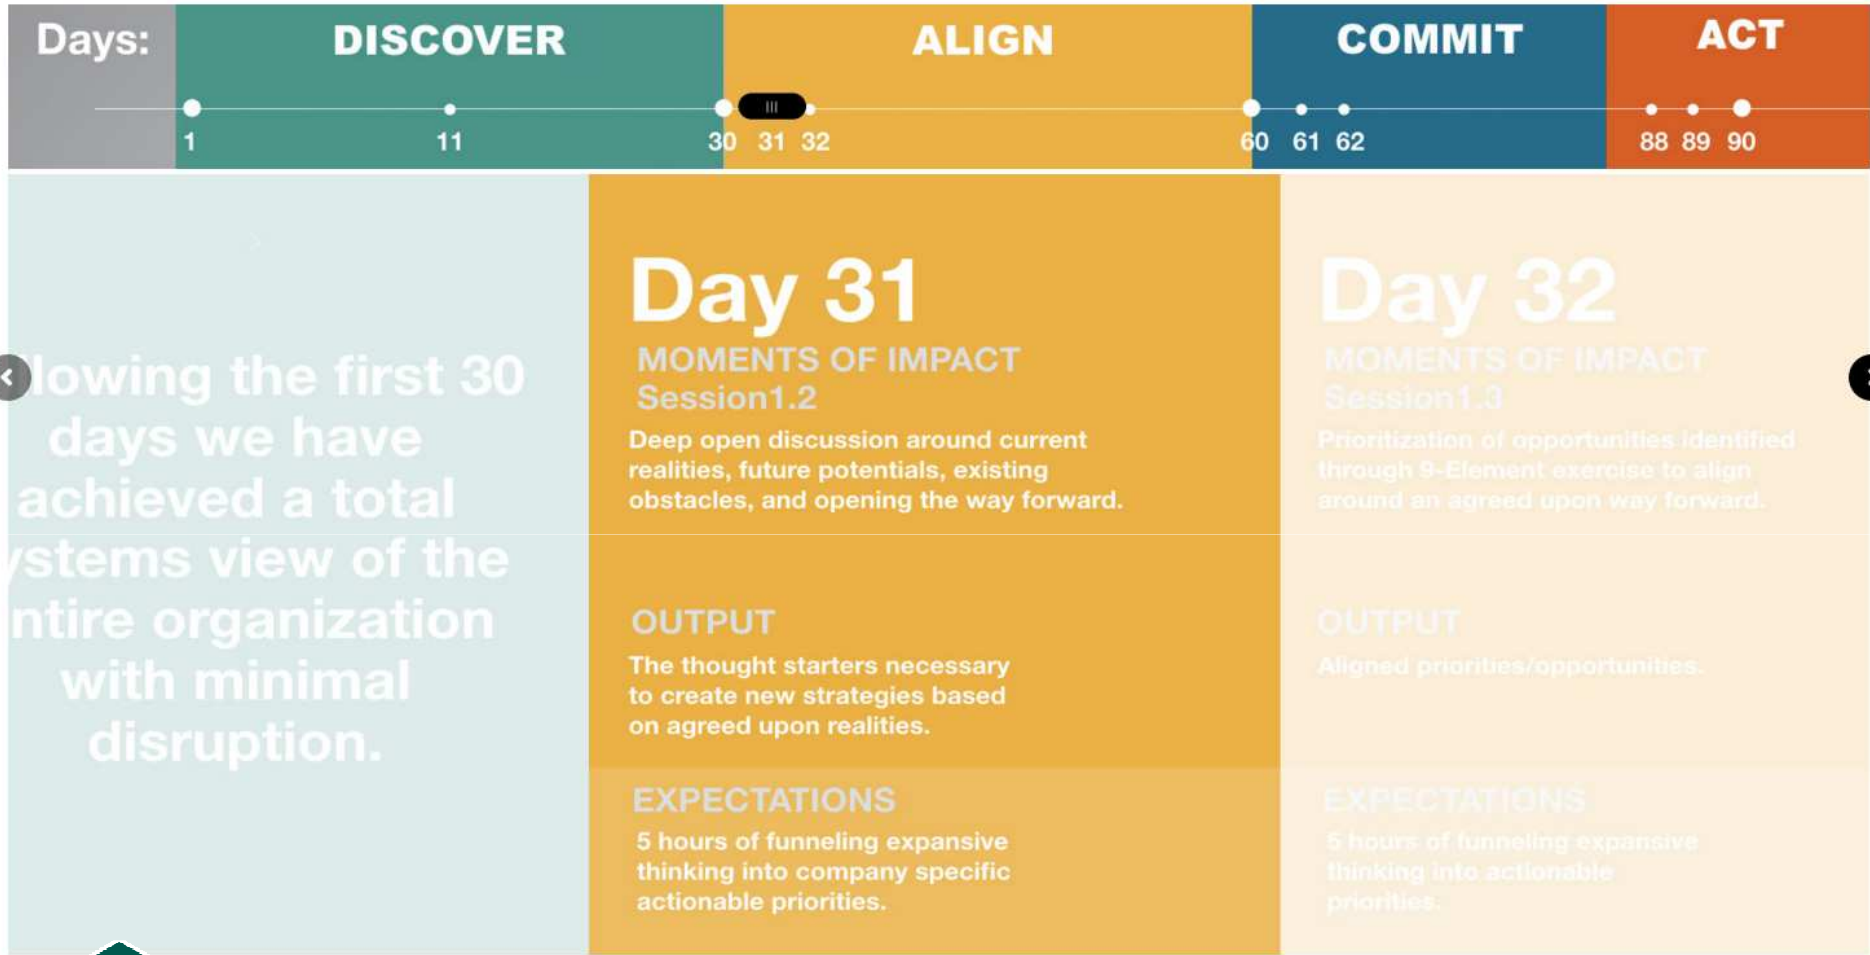 Days:
DISCOVER
ALIGN
COMMIT
ACT
1
11
30
31
32
60
61
62
88
89
90
llowing the first 30
days we have
achieved a total
ystems view of the
ntire organization
with minimal
disruption.
Day 31
MOMENTS OF IMPACT
Session1.2
Deep open discussion around current
realities, future potentials, existing
obstacles, and opening the way forward.
OUTPUT
The thought starters necessary
to create new strategies based
on agreed upon realities.
EXPECTATIONS
5 hours of funneling expansive
thinking into company specific
actionable priorities.
Day 32
MOMENTS OF IMPACT
Session1.3
Prioritization of opportunities identified
through 9-Element exercise to align
around an agreed upon way forward.
OUTPUT
Aligned priorities/opportunities.
EXPECTATIONS
5 hours of funneling expansive
thinking into actionable
priorities.